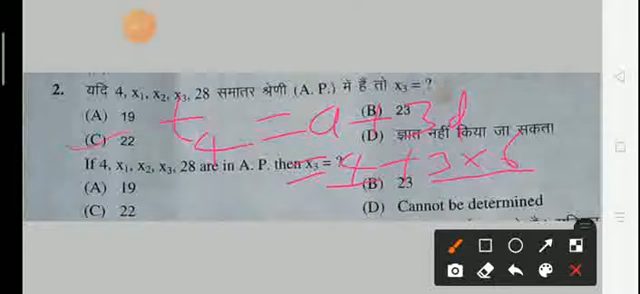 2. यदि 4, x₁, x₂, x₃, 28 समातर श्रेणी (A. P.) में हैं तो x₃ = ?
(A) 19 (B) 23
(C) 22 (D) ज्ञात नहीं किया जा सकता
t₄ = a + 3d
If 4, x₁, x₂, x₃, 28 are in A. P. then x₃ = ?
= 4 + 3 × 6
(A) 19 (B) 23
(C) 22 (D) Cannot be determined